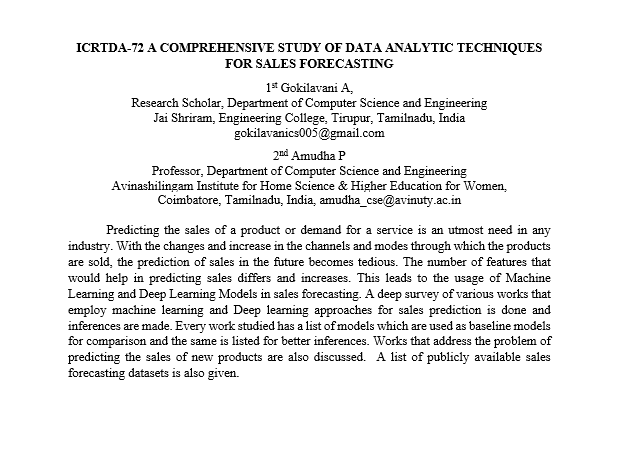 ICRTDA-72 A COMPREHENSIVE STUDY OF DATA ANALYTIC TECHNIQUES
FOR SALES FORECASTING
1st Gokilavani A,
Research Scholar, Department of Computer Science and Engineering
Jai Shriram, Engineering College, Tirupur, Tamilnadu, India
gokilavanics005@gmail.com
2nd Amudha P
Professor, Department of Computer Science and Engineering
Avinashilingam Institute for Home Science & Higher Education for Women,
Coimbatore, Tamilnadu, India, amudha_cse@avinuty.ac.in
Predicting the sales of a product or demand for a service is an utmost need in any
industry. With the changes and increase in the channels and modes through which the products
are sold, the prediction of sales in the future becomes tedious. The number of features that
would help in predicting sales differs and increases. This leads to the usage of Machine
Learning and Deep Learning Models in sales forecasting. A deep survey of various works that
employ machine learning and Deep learning approaches for sales prediction is done and
inferences are made. Every work studied has a list of models which are used as baseline models
for comparison and the same is listed for better inferences. Works that address the problem of
predicting the sales of new products are also discussed. A list of publicly available sales
forecasting datasets is also given.